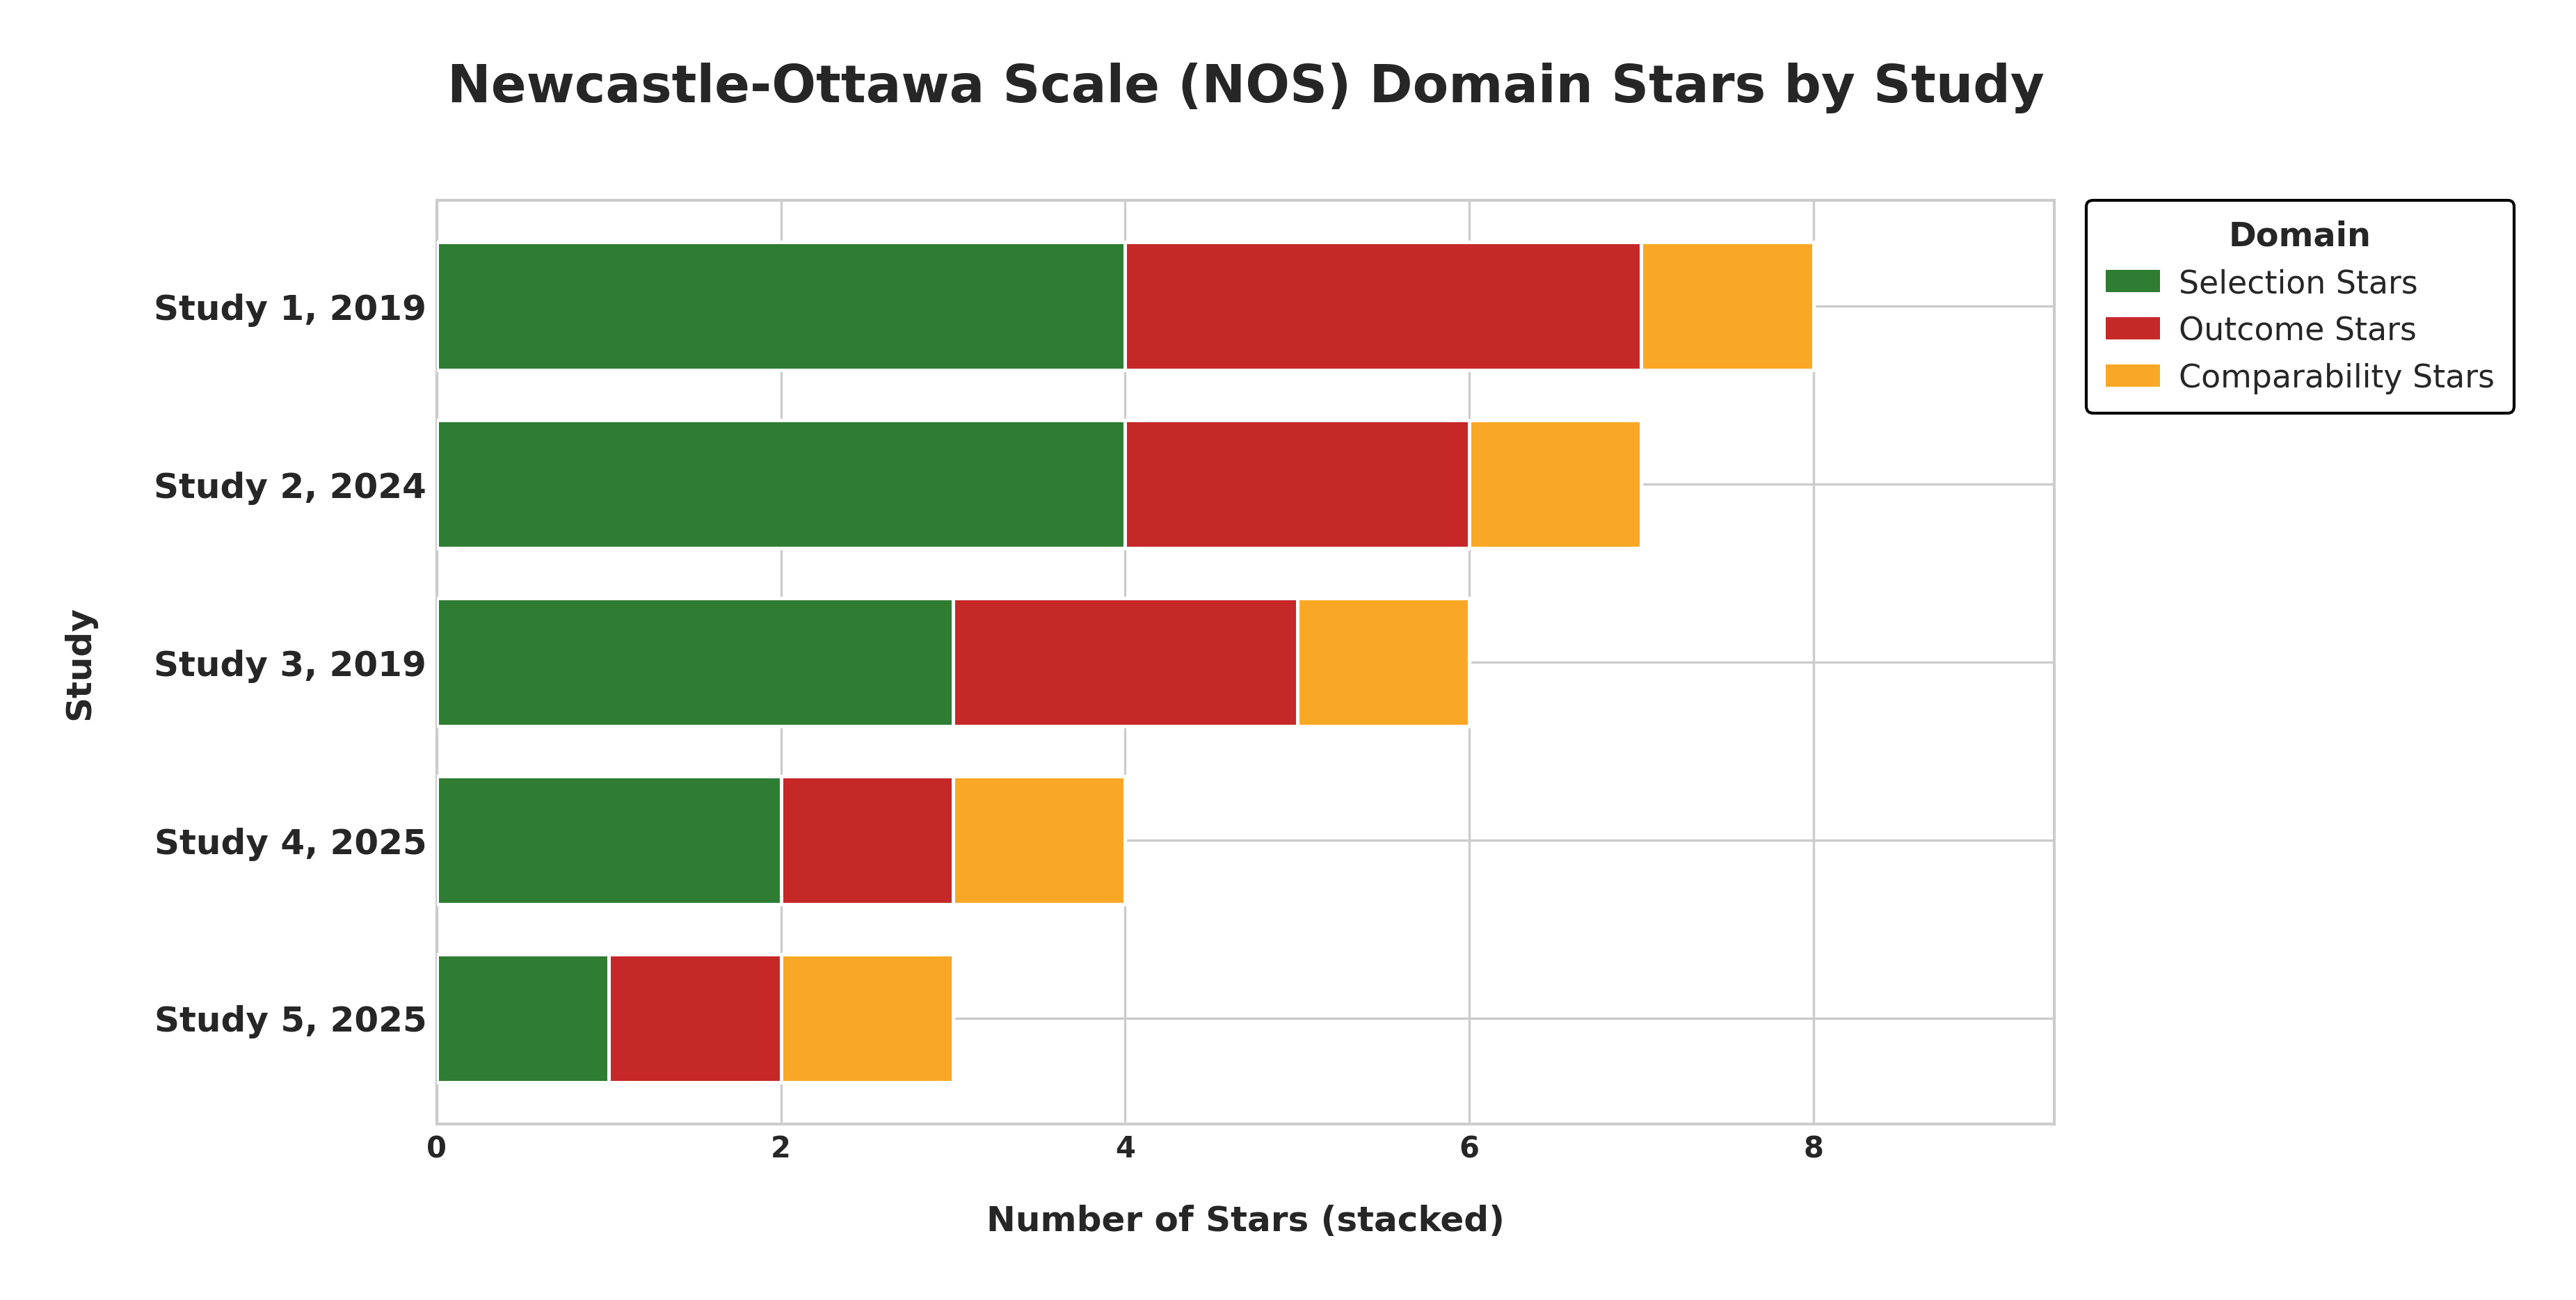 Newcastle-Ottawa Scale (NOS) Domain Stars by Study
Domain
Selection Stars
Outcome Stars
Comparability Stars
Study
Study 1, 2019
Study 2, 2024
Study 3, 2019
Study 4, 2025
Study 5, 2025
0 2 4 6 8
Number of Stars (stacked)